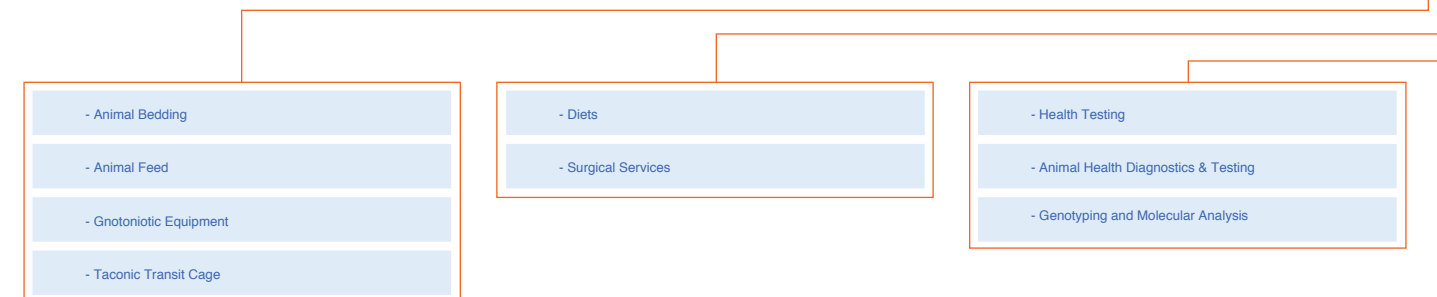 - Animal Bedding
- Animal Feed
- Gnotoniotic Equipment
- Taconic Transit Cage
- Diets
- Surgical Services
- Health Testing
- Animal Health Diagnostics & Testing
- Genotyping and Molecular Analysis